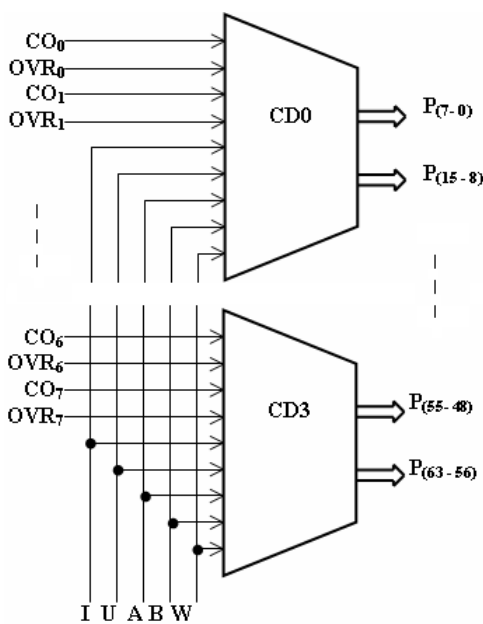 CO₀
OVR₀
CO₁
OVR₁
CD0
P₍₇₋₀₎
P₍₁₅₋₈₎
CO₆
OVR₆
CO₇
OVR₇
CD3
P₍₅₅₋₄₈₎
P₍₆₃₋₅₆₎
I U A B W